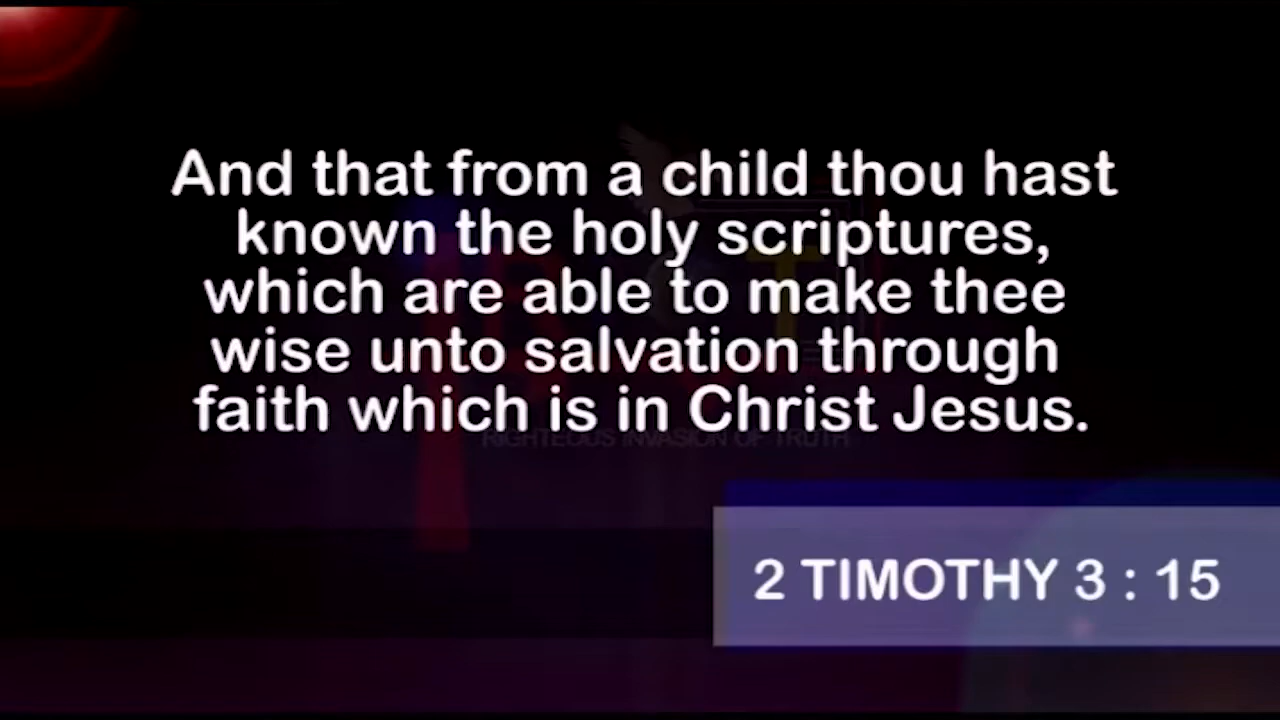 And that from a child thou hast
known the holy scriptures,
which are able to make thee
wise unto salvation through
faith which is in Christ Jesus.
RIGHTEOUS INVASION OF TRUTH
2 TIMOTHY 3 : 15